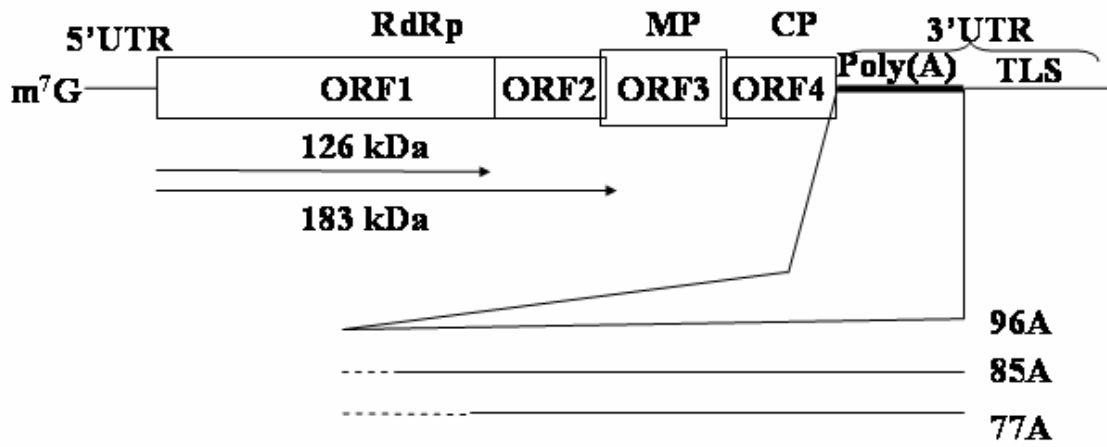 RdRp MP CP 3’UTR
5’UTR Poly(A) TLS
m⁷G ORF1 ORF2 ORF3 ORF4
126 kDa
183 kDa
96A
85A
77A